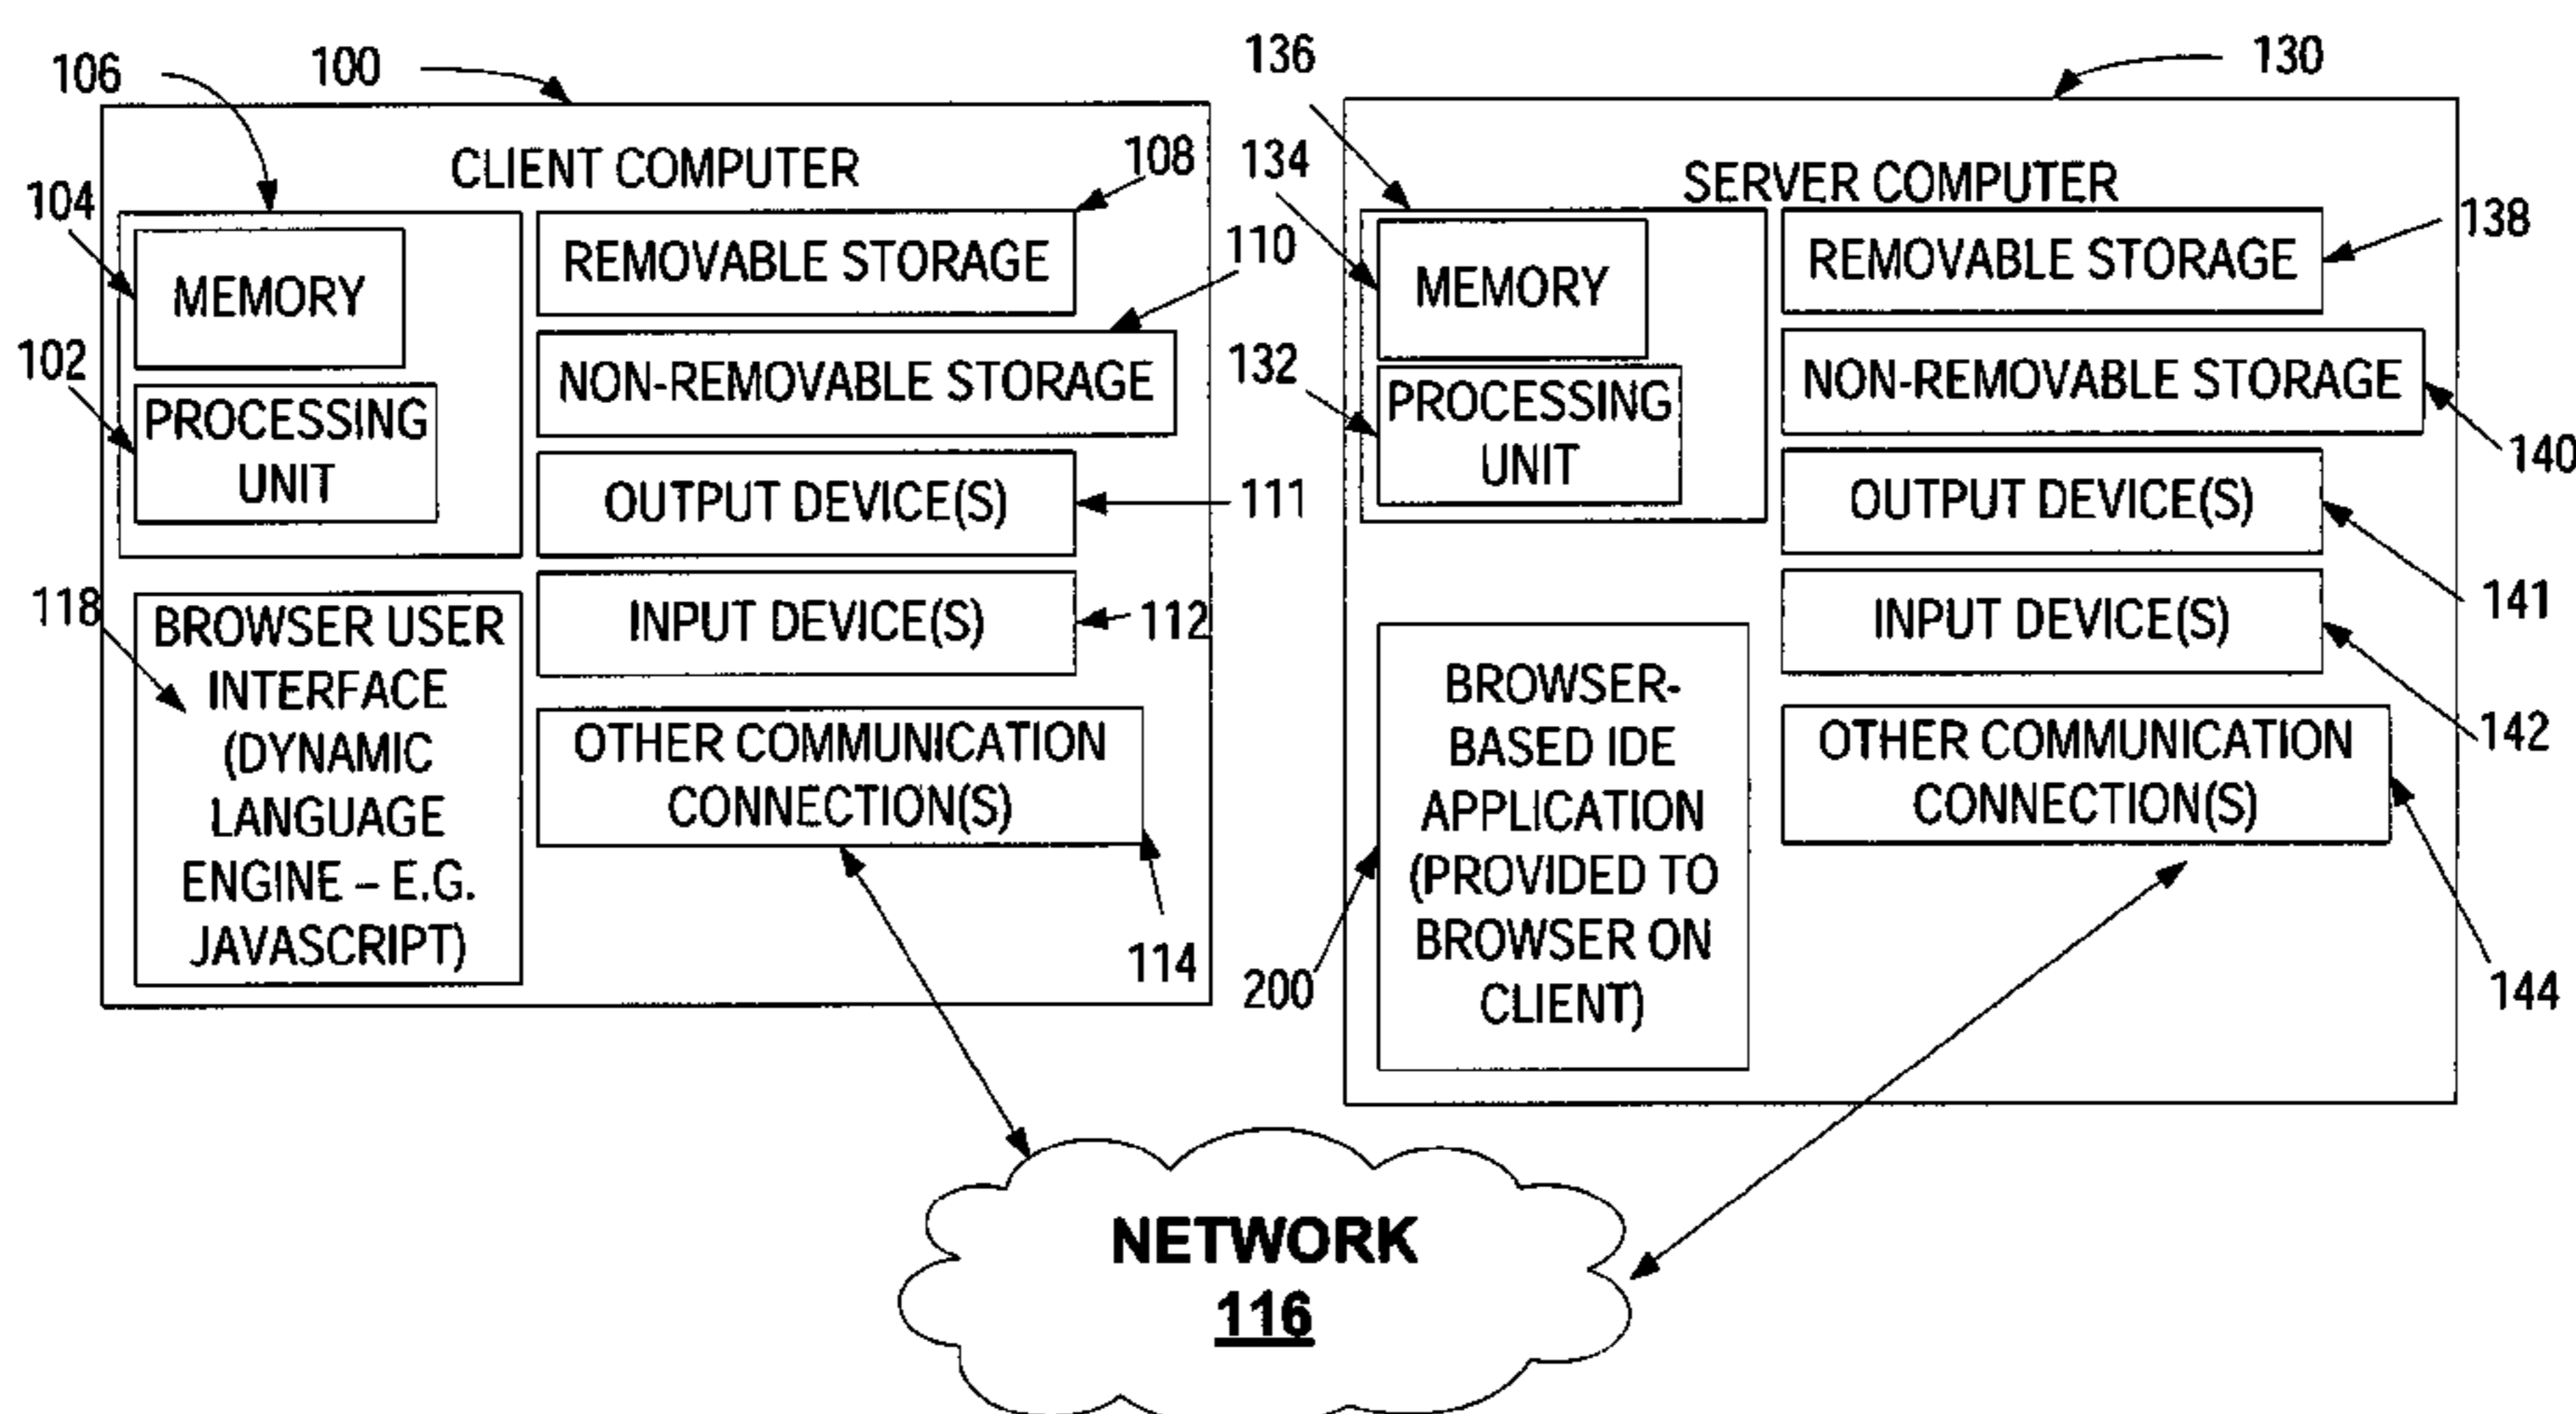 106
100
CLIENT COMPUTER
108
104
MEMORY
REMOVABLE STORAGE
110
102
PROCESSING
UNIT
NON-REMOVABLE STORAGE
OUTPUT DEVICE(S)
111
118
BROWSER USER
INTERFACE
(DYNAMIC
LANGUAGE
ENGINE – E.G.
JAVASCRIPT)
INPUT DEVICE(S)
112
OTHER COMMUNICATION
CONNECTION(S)
114
136
130
134
SERVER COMPUTER
MEMORY
REMOVABLE STORAGE
138
132
PROCESSING
UNIT
NON-REMOVABLE STORAGE
140
OUTPUT DEVICE(S)
141
INPUT DEVICE(S)
142
BROWSER-
BASED IDE
APPLICATION
(PROVIDED TO
BROWSER ON
CLIENT)
200
OTHER COMMUNICATION
CONNECTION(S)
144
NETWORK
116